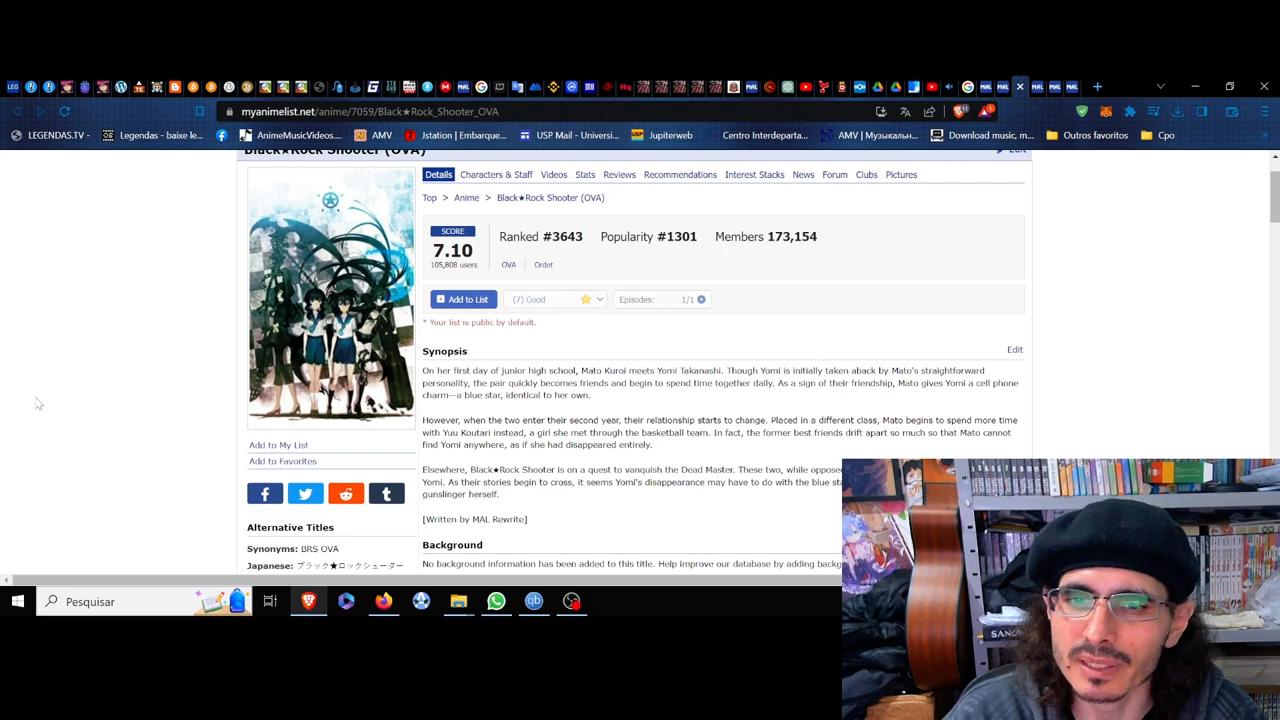 myanimelist.net/anime/7059/Black★Rock_Shooter_OVA
LEGENDAS.TV -
Legendas - baixe le...
AnimeMusicVideos....
AMV
Jstation | Embarque...
USP Mail - Universi...
Jupiterweb
Centro Interdeparta...
AMV | Музыкальн...
Download music, m...
Outros favoritos
Cpo
Black★Rock Shooter (OVA)
Edit
Details
Characters & Staff
Videos
Stats
Reviews
Recommendations
Interest Stacks
News
Forum
Clubs
Pictures
Top > Anime > Black★Rock Shooter (OVA)
SCORE
7.10
105,808 users
Ranked #3643
Popularity #1301
Members 173,154
OVA
Ordet
Add to List
(7) Good
Episodes: 1/1
* Your list is public by default.
Synopsis
Edit
On her first day of junior high school, Mato Kuroi meets Yomi Takanashi. Though Yomi is initially taken aback by Mato's straightforward
personality, the pair quickly becomes friends and begin to spend time together daily. As a sign of their friendship, Mato gives Yomi a cell phone
charm—a blue star, identical to her own.
However, when the two enter their second year, their relationship starts to change. Placed in a different class, Mato begins to spend more time
with Yuu Koutari instead, a girl she met through the basketball team. In fact, the former best friends drift apart so much so that Mato cannot
find Yomi anywhere, as if she had disappeared entirely.
Elsewhere, Black★Rock Shooter is on a quest to vanquish the Dead Master. These two, while oppose
Yomi. As their stories begin to cross, it seems Yomi's disappearance may have to do with the blue sta
gunslinger herself.
[Written by MAL Rewrite]
Background
No background information has been added to this title. Help improve our database by adding backg
Add to My List
Add to Favorites
Alternative Titles
Synonyms: BRS OVA
Japanese: ブラック★ロックシューター
Pesquisar